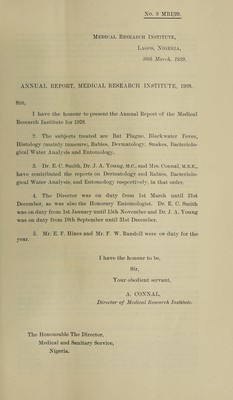 No. 9 MRI/29.
MEDICAL RESEARCH INSTITUTE,
LAGOS, NIGERIA,
30th March, 1929.
ANNUAL REPORT, MEDICAL RESEARCH INSTITUTE, 1928.
SIR,
I have the honour to present the Annual Report of the Medical
Research Institute for 1928.
2. The subjects treated are Rat Plague, Blackwater Fever,
Histology (mainly tumours), Rabies, Dermatology, Snakes, Bacteriolo-
gical Water Analysis and Entomology.
3. Dr. E. C. Smith, Dr. J. A. Young, M.C., and Mrs. Connal, M.B.E.,
have contributed the reports on Dermatology and Rabies, Bacteriolo-
gical Water Analysis, and Entomology respectively, in that order.
4. The Director was on duty from 1st March until 31st
December, as was also the Honorary Entomologist. Dr. E. C. Smith
was on duty from 1st January until 15th November and Dr. J. A. Young
was on duty from 19th September until 31st December.
5. Mr. E. P. Hines and Mr. F. W. Randell were on duty for the
year.
I have the honour to be,
Sir,
Your obedient servant,
A. CONNAL,
Director of Medical Research Institute.
The Honourable The Director,
Medical and Sanitary Service,
Nigeria.